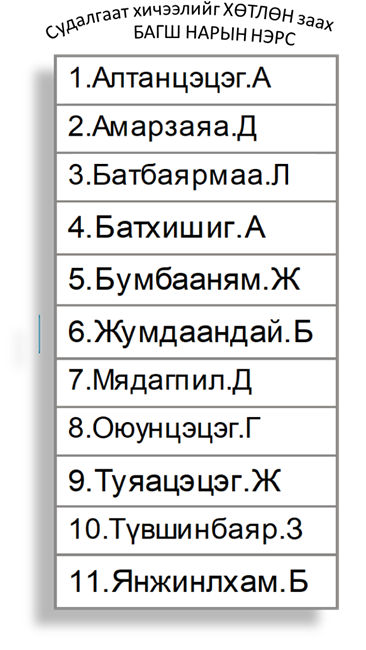 Судалгаат хичээлийг ХӨТЛӨН заах
БАГШ НАРЫН НЭРС
1.Алтанцэцэг.А
2.Амарзаяа.Д
3.Батбаярмаа.Л
4.Батхишиг.А
5.Бумбааням.Ж
6.Жумдаандай.Б
7.Мядагпил.Д
8.Оюунцэцэг.Г
9.Туяацэцэг.Ж
10.Түвшинбаяр.З
11.Янжинлхам.Б